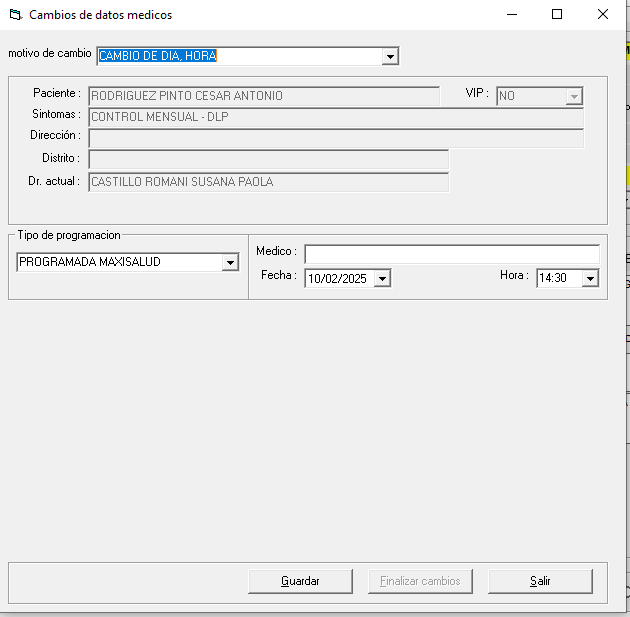 Cambios de datos medicos
motivo de cambio CAMBIO DE DIA, HORA
Paciente : RODRIGUEZ PINTO CESAR ANTONIO VIP : NO
Sintomas : CONTROL MENSUAL - DLP
Dirección :
Distrito :
Dr. actual : CASTILLO ROMANI SUSANA PAOLA
Tipo de programacion
PROGRAMADA MAXISALUD
Medico :
Fecha : 10/02/2025 Hora : 14:30
Guardar Finalizar cambios Salir